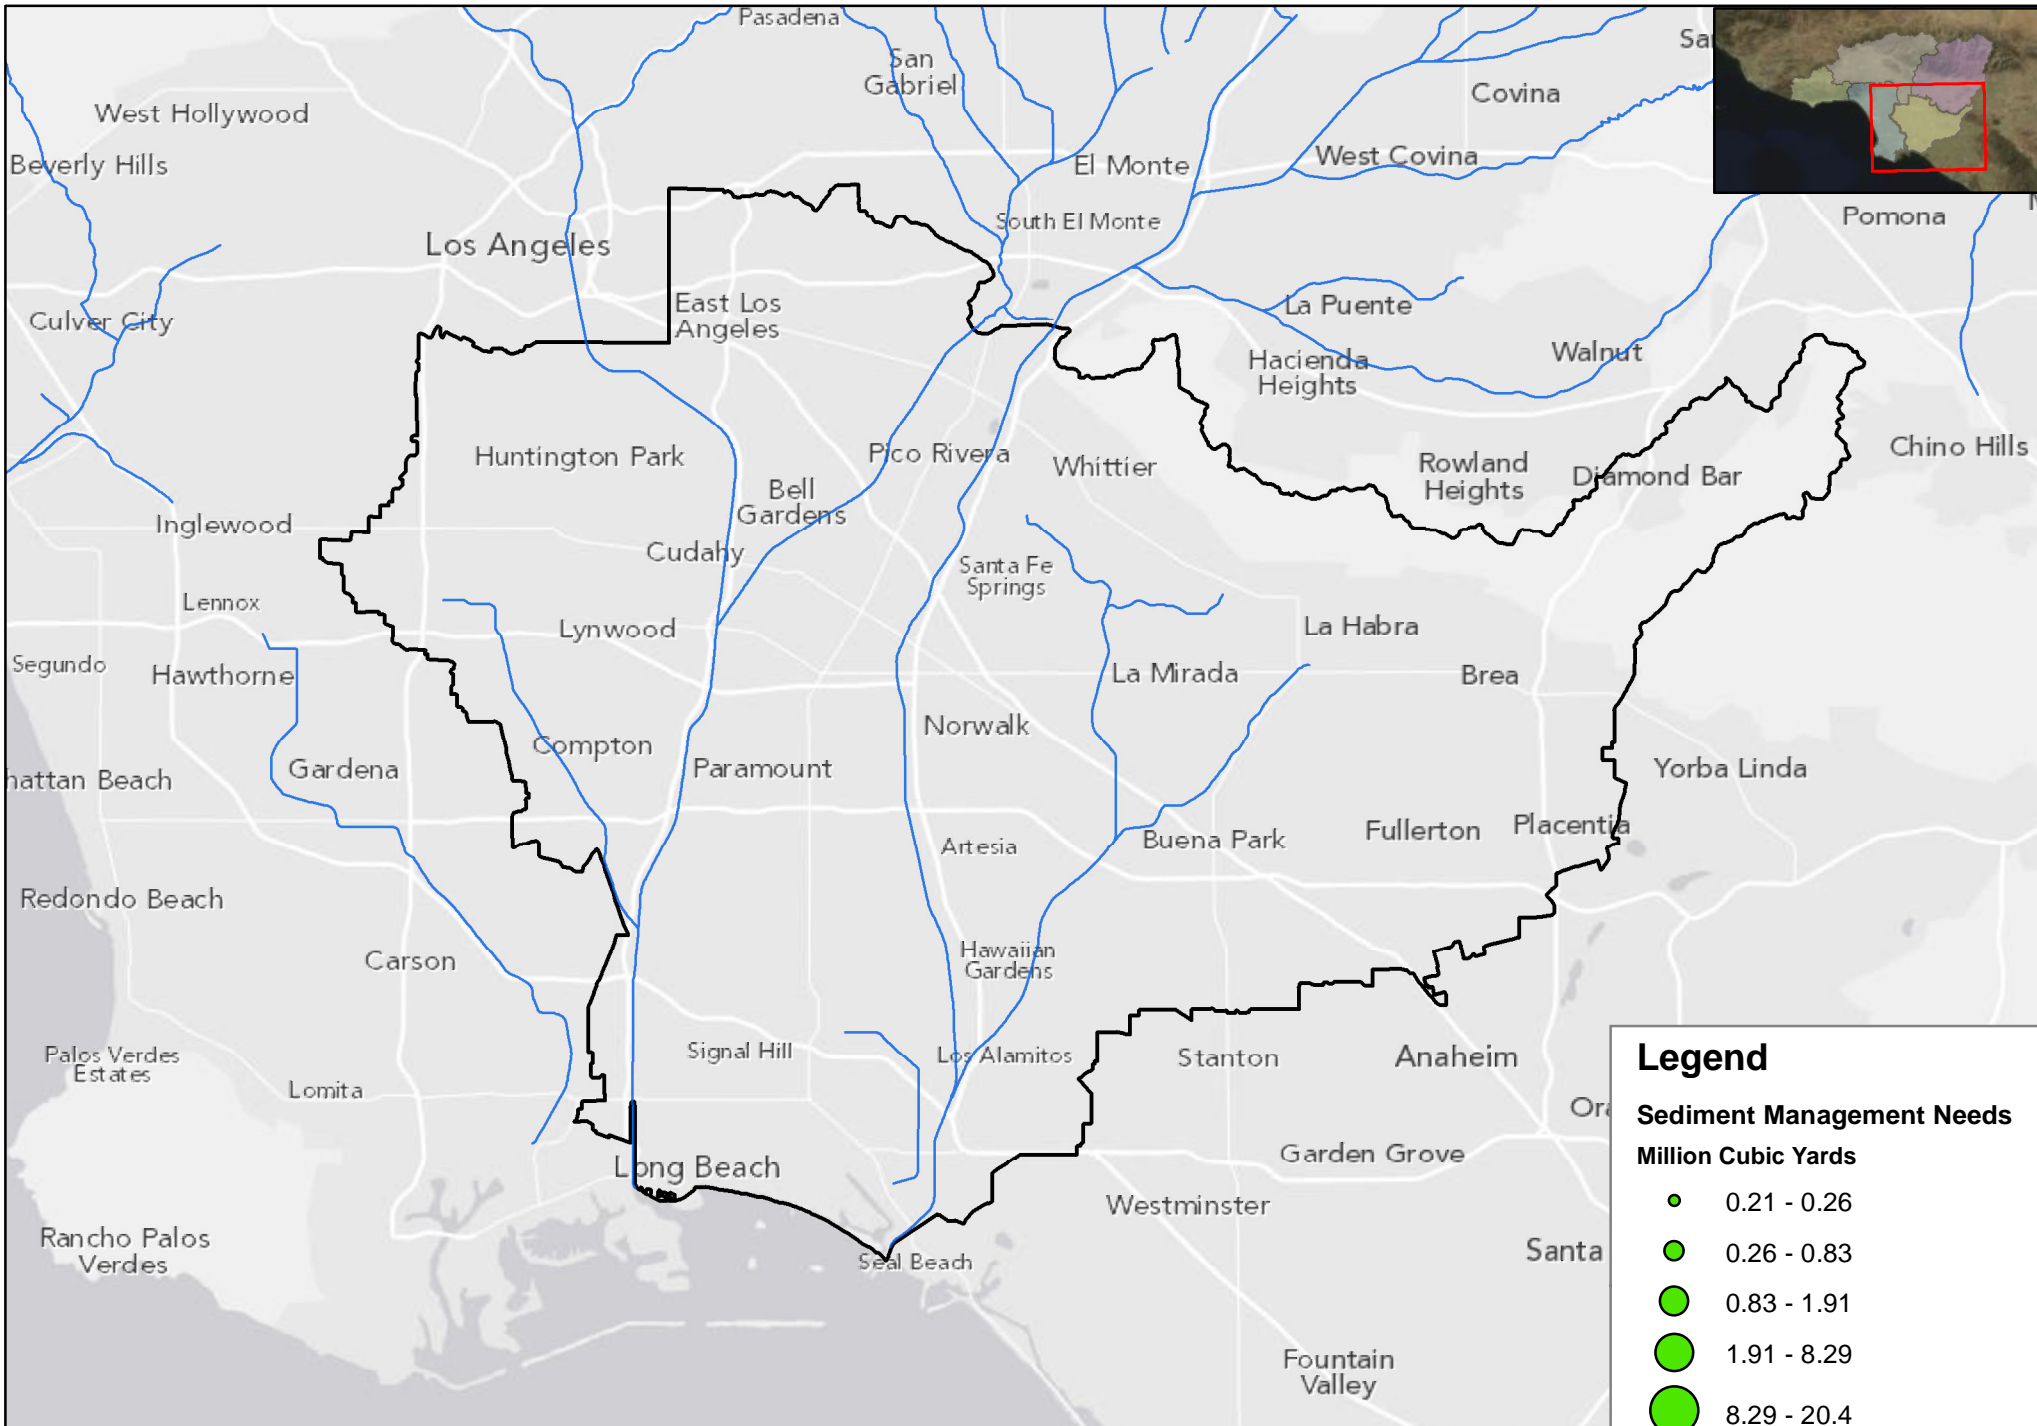 Pasadena
San
Gabriel
Covina
West Hollywood
Beverly Hills
El Monte
West Covina
South El Monte
Pomona
Los Angeles
East Los
Angeles
La Puente
Culver City
Hacienda
Heights
Walnut
Huntington Park
Pico Rivera
Whittier
Rowland
Heights
Diamond Bar
Chino Hills
Bell
Gardens
Inglewood
Cudahy
Santa Fe
Springs
Lennox
Lynwood
La Habra
Segundo
Hawthorne
La Mirada
Brea
Norwalk
Compton
Gardena
Paramount
hattan Beach
Yorba Linda
Fullerton
Placentia
Artesia
Buena Park
Redondo Beach
Carson
Hawaiian
Gardens
Palos Verdes
Estates
Signal Hill
Los Alamitos
Stanton
Anaheim
Lomita
Long Beach
Garden Grove
Westminster
Rancho Palos
Verdes
Seal Beach
Santa
Fountain
Valley
Legend
Sediment Management Needs
Million Cubic Yards
0.21 - 0.26
0.26 - 0.83
0.83 - 1.91
1.91 - 8.29
8.29 - 20.4